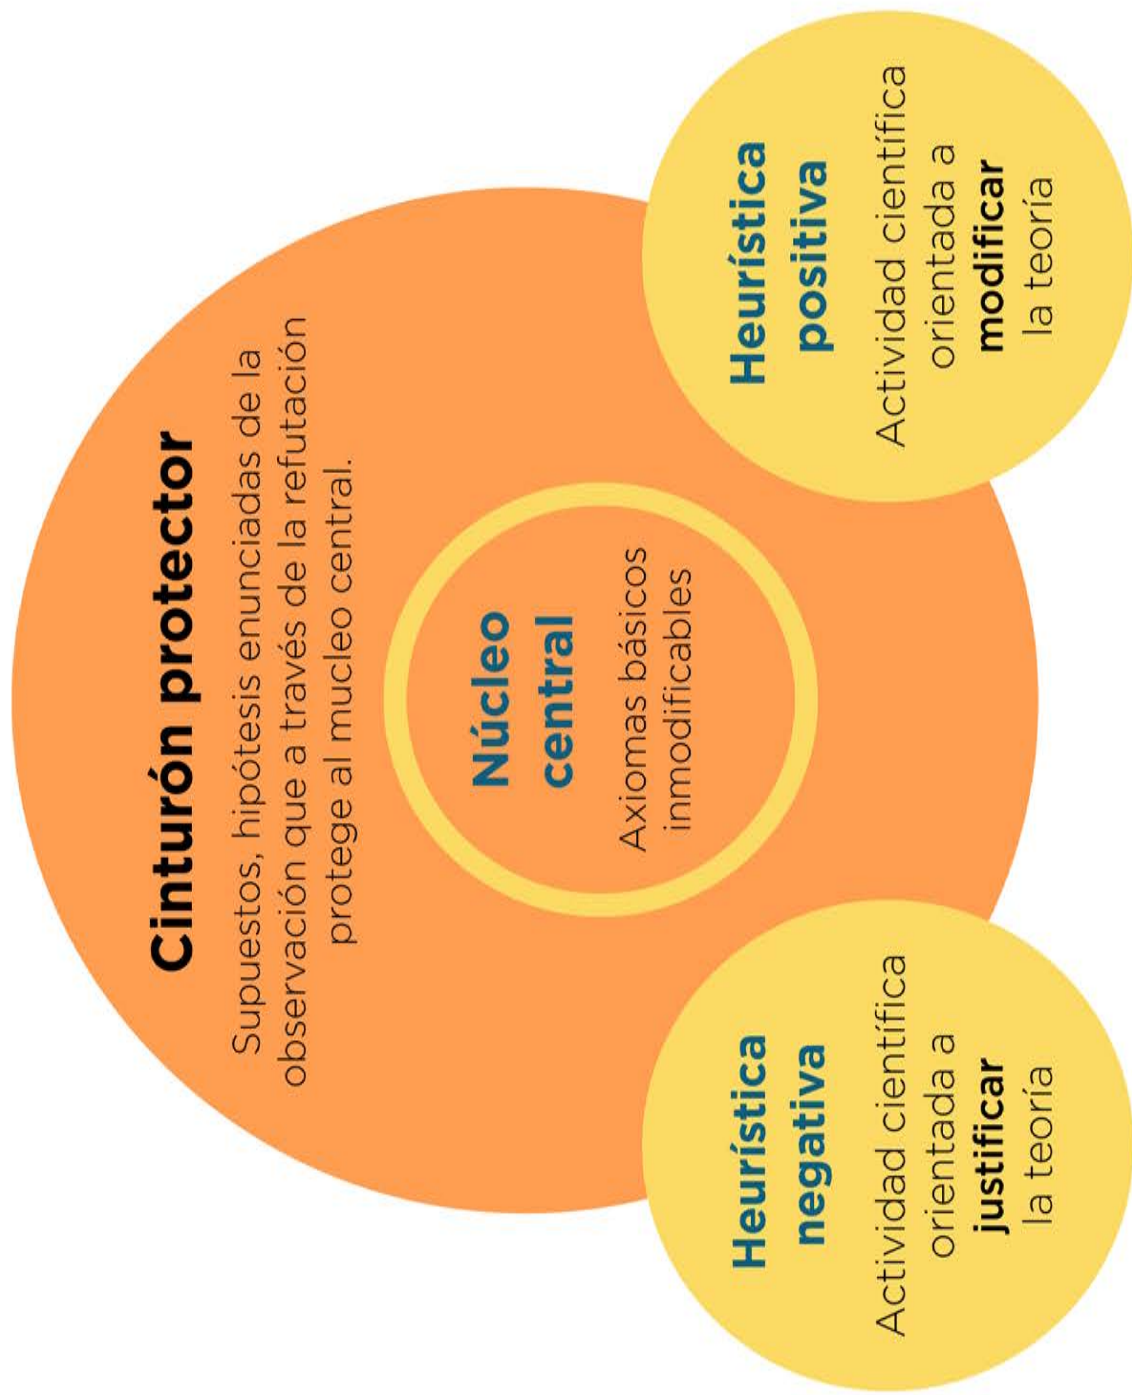 Cinturón protector
Supuestos, hipótesis enunciadas de la
observación que a través de la refutación
protege al mucleo central.
Núcleo
central
Axiomas básicos
inmodificables
Heurística
negativa
Actividad científica
orientada a
justificar
la teoría
Heurística
positiva
Actividad científica
orientada a
modificar
la teoría